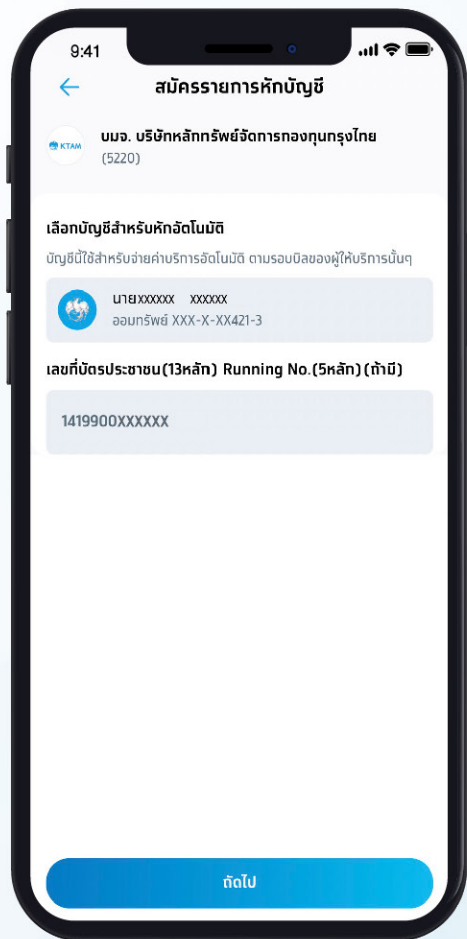 9:41
สมัครรายการหักบัญชี
KTAM
บมจ. บริษัทหลักทรัพย์จัดการกองทุนกรุงไทย
(5220)
เลือกบัญชีสำหรับหักอัตโนมัติ
บัญชีนี้ใช้สำหรับจ่ายค่าบริการอัตโนมัติ ตามรอบบิลของผู้ให้บริการนั้นๆ
นายxxxxxx xxxxxx
ออมทรัพย์ XXX-X-XX421-3
เลขที่บัตรประชาชน(13หลัก) Running No.(5หลัก)(ถ้ามี)
1419900XXXXXX
ถัดไป